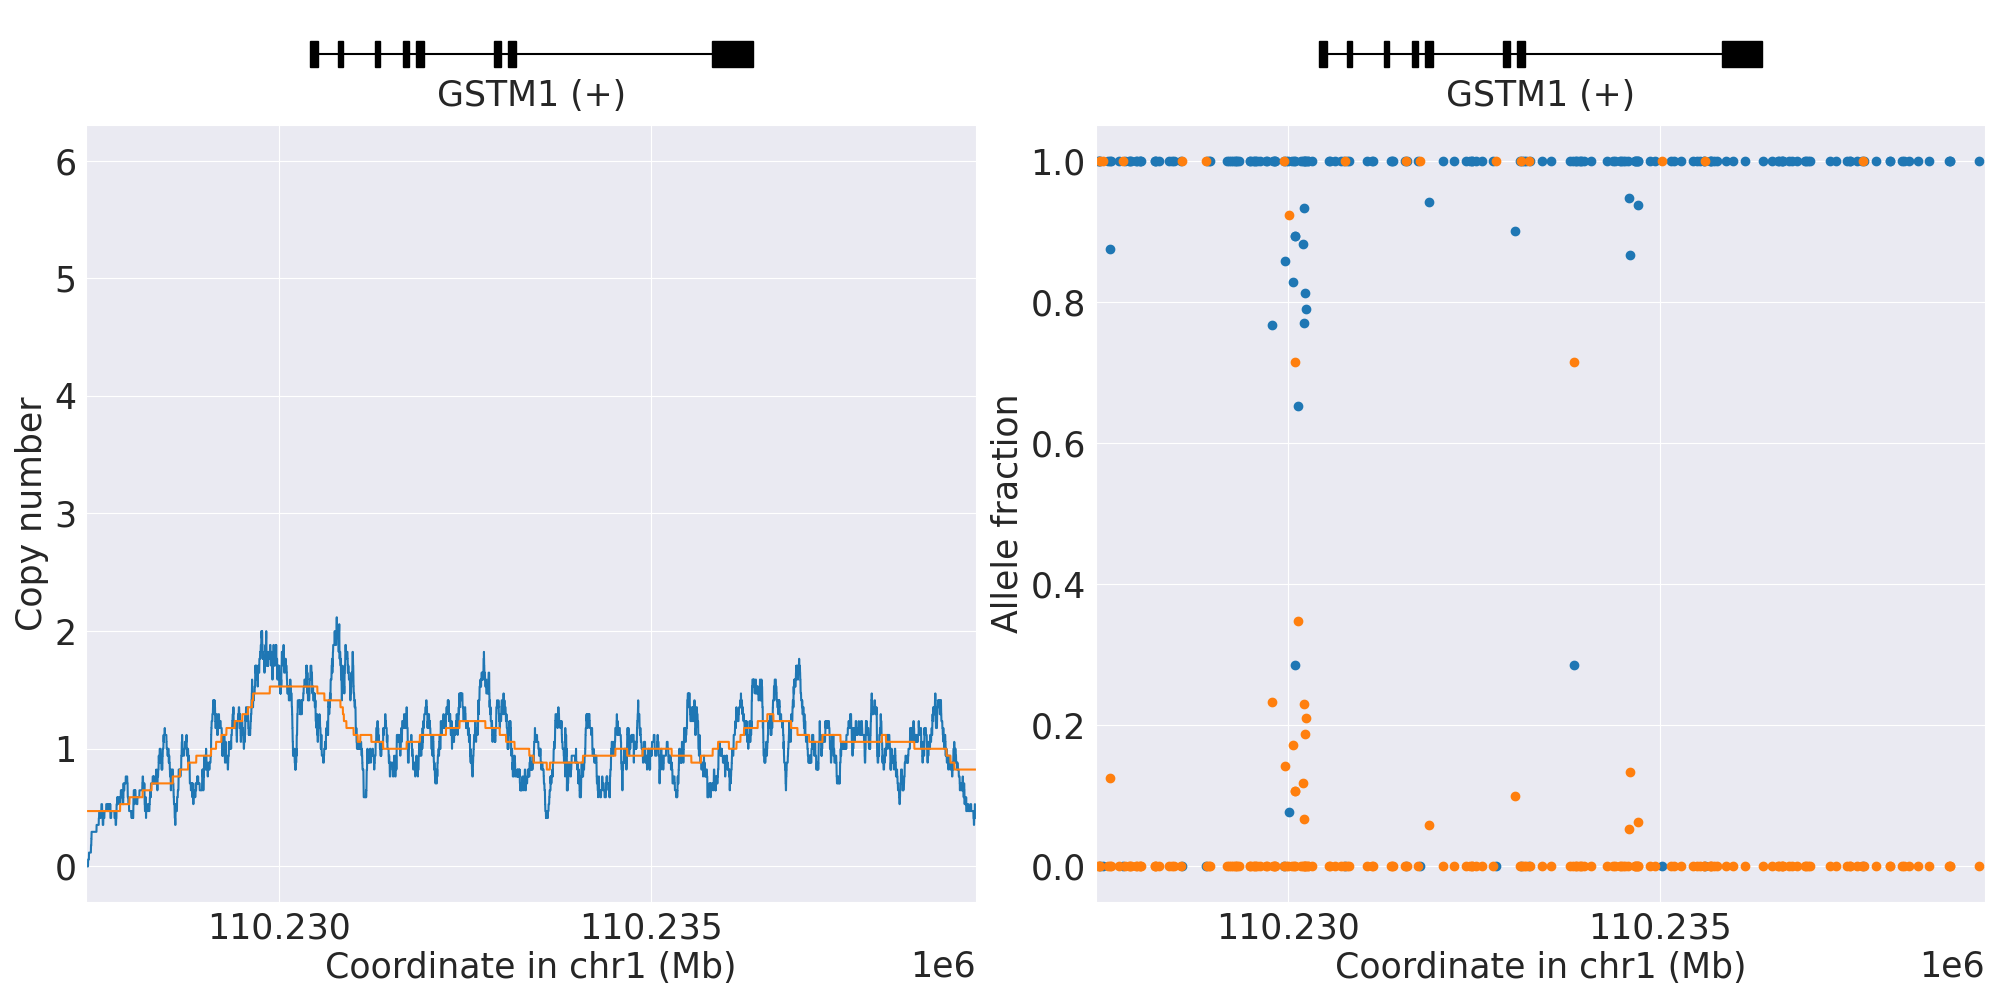 GSTM1 (+)
GSTM1 (+)
Copy number
6
5
4
3
2
1
0
110.230
110.235
Coordinate in chr1 (Mb)
1e6
Allele fraction
1.0
0.8
0.6
0.4
0.2
0.0
110.230
110.235
Coordinate in chr1 (Mb)
1e6